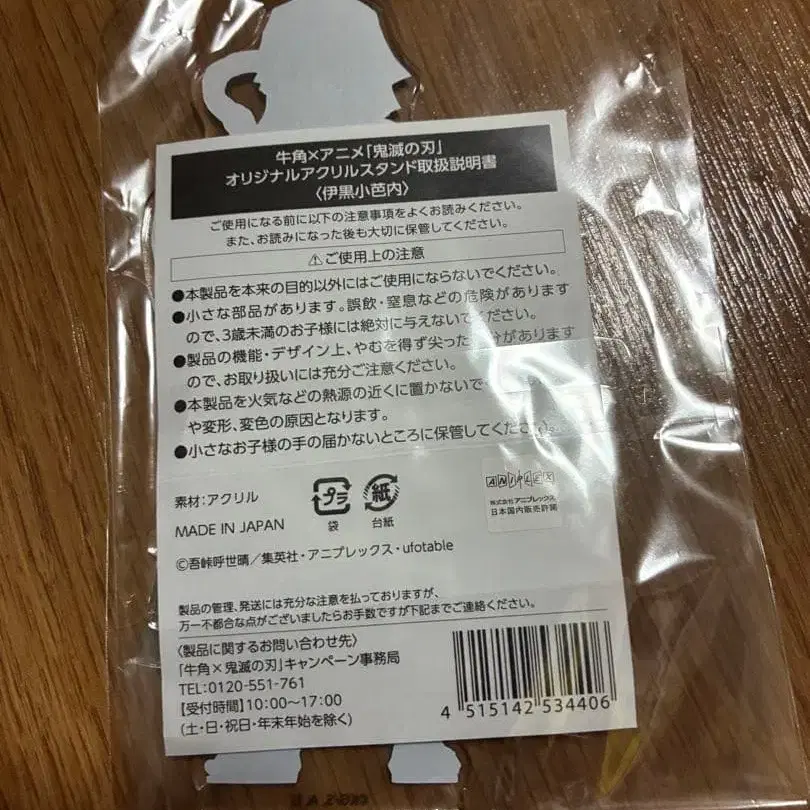 牛角×アニメ「鬼滅の刃」
オリジナルアクリルスタンド取扱説明書
〈伊黒小芭内〉
ご使用になる前に以下の注意事項をよくお読みください。
また、お読みになった後も大切に保管してください。
⚠ご使用上の注意
●本製品を本来の目的以外にはご使用にならないでください。
●小さな部品があります。誤飲・窒息などの危険があります
ので、3歳未満のお子様には絶対に与えないでください。
●製品の機能・デザイン上、やむを得ず尖った 分があります
ので、お取り扱いには充分ご注意ください。
●本製品を火気などの熱源の近くに置かないで
や変形、変色の原因となります。
●小さなお子様の手の届かないところに保管してください。
素材:アクリル
MADE IN JAPAN
プラ
袋
紙
台紙
ANIPLEX
株式会社アニプレックス
日本国内販売許諾
©吾峠呼世晴/集英社・アニプレックス・ufotable
製品の管理、発送には充分な注意を払っておりますが、
万一不都合な点がございましたらお手数ですが下記までご連絡ください。
〈製品に関するお問い合わせ先〉
「牛角×鬼滅の刃」キャンペーン事務局
TEL:0120-551-761
【受付時間】10:00〜17:00
(土・日・祝日・年末年始を除く)
4 515142 534406